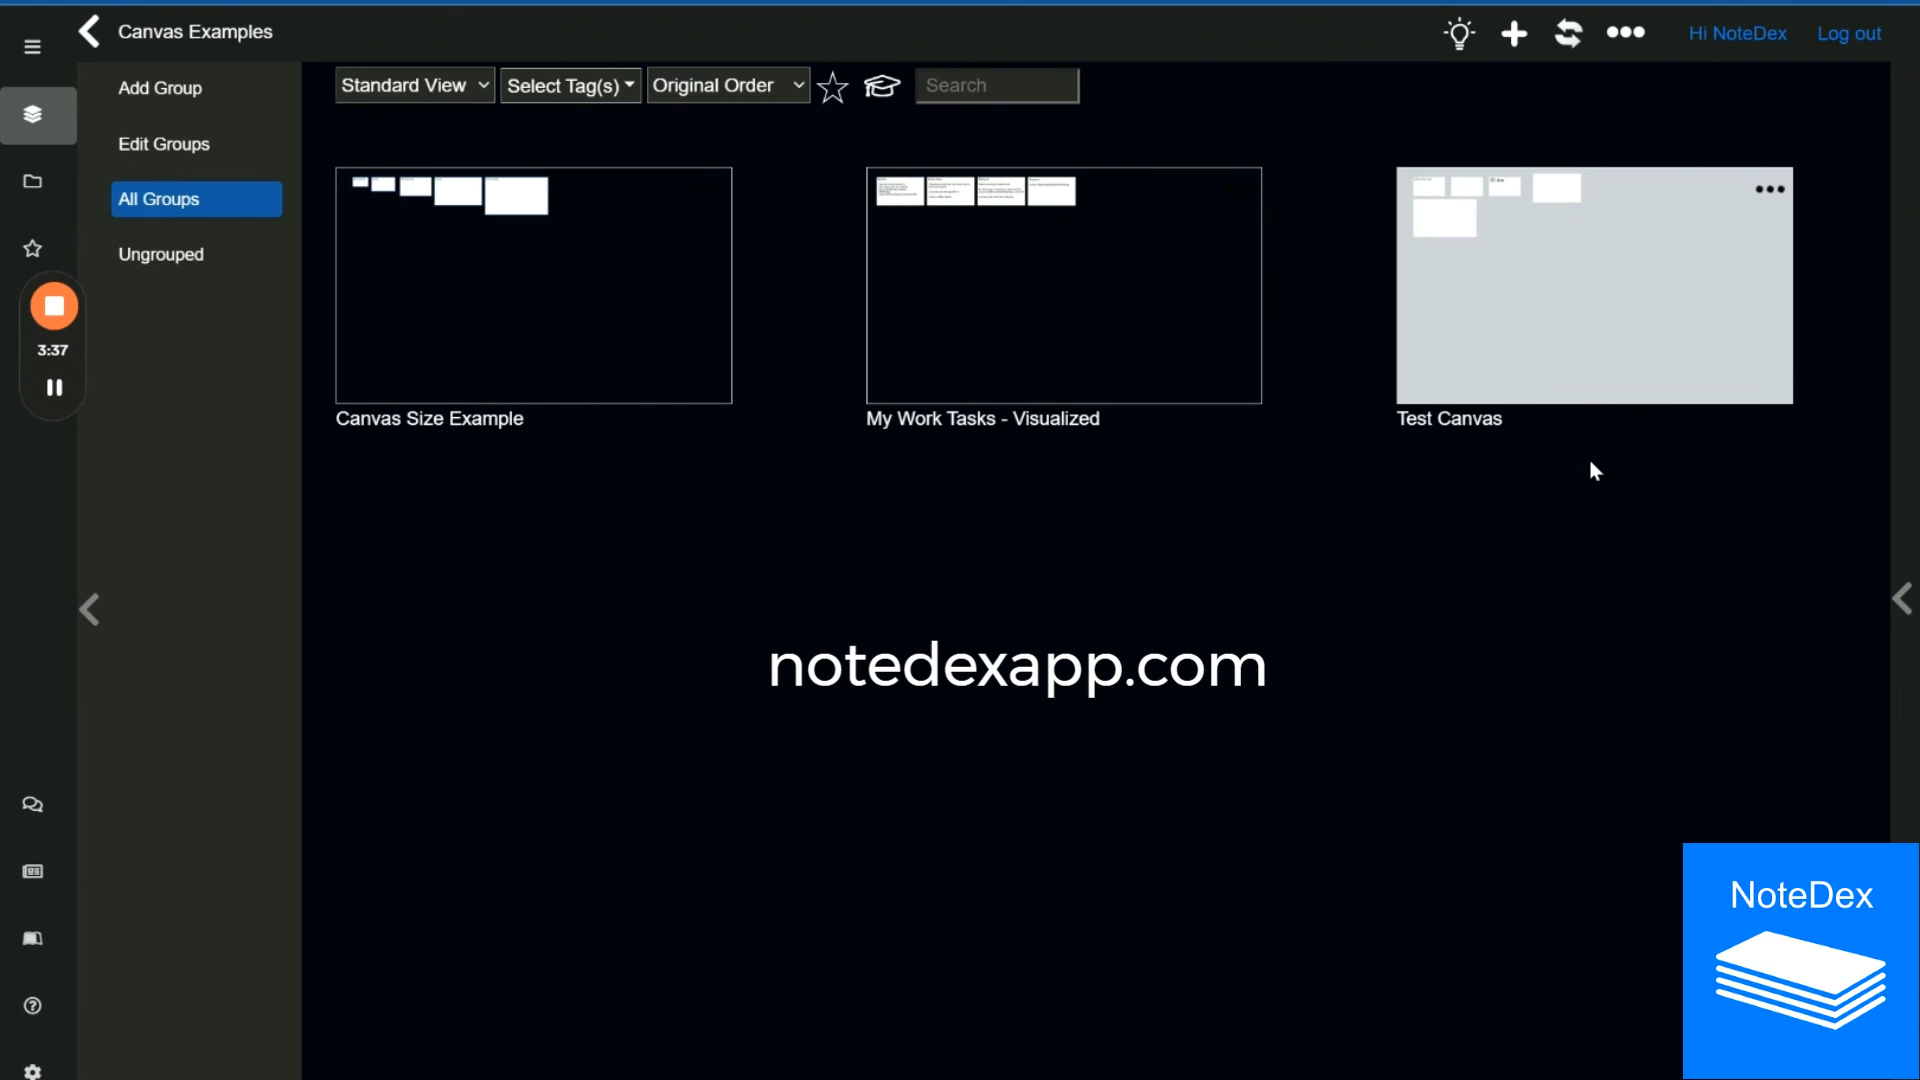 Canvas Examples
Hi NoteDex
Log out
Add Group
Edit Groups
All Groups
Ungrouped
Standard View
Select Tag(s)
Original Order
Search
Canvas Size Example
My Work Tasks - Visualized
Test Canvas
3:37
notedexapp.com
NoteDex